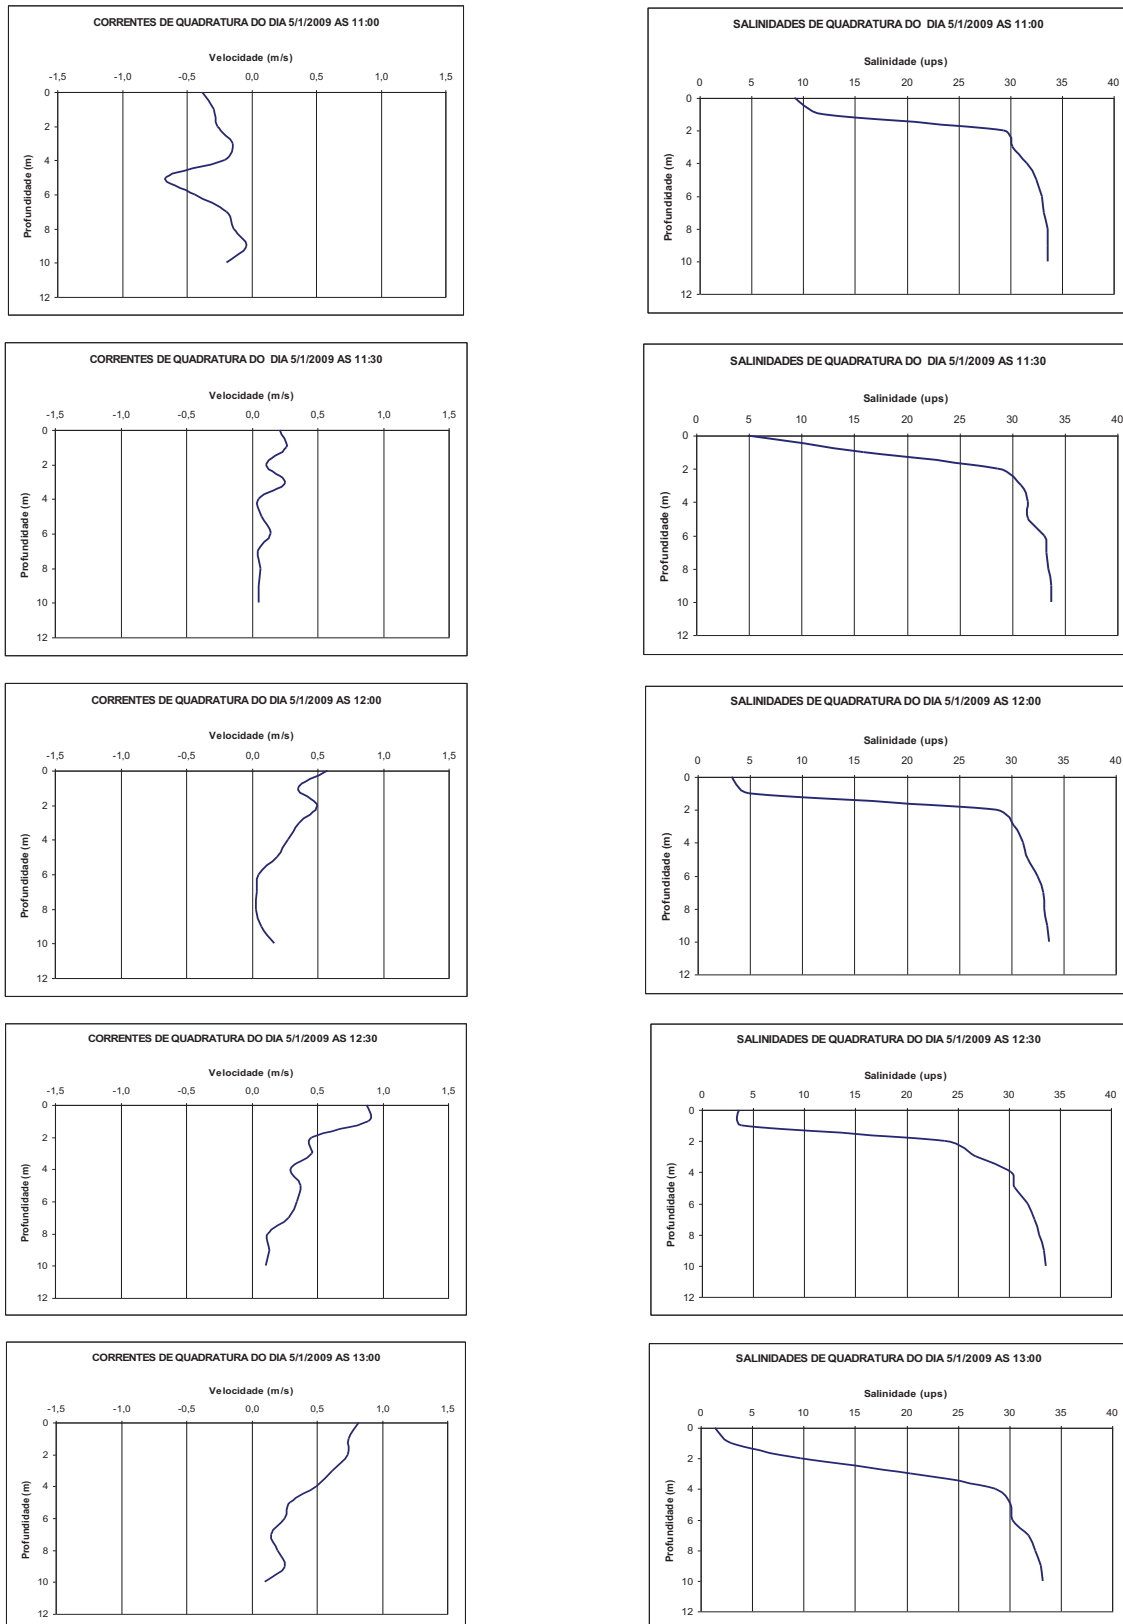 CORRENTES DE QUADRATURA DO DIA 5/1/2009 AS 11:00
Velocidade (m/s)
-1,5 -1,0 -0,5 0,0 0,5 1,0 1,5
0
2
4
6
8
10
12
Profundidade (m)
SALINIDADES DE QUADRATURA DO DIA 5/1/2009 AS 11:00
Salinidade (ups)
0 5 10 15 20 25 30 35 40
0
2
4
6
8
10
12
Profundidade (m)
CORRENTES DE QUADRATURA DO DIA 5/1/2009 AS 11:30
Velocidade (m/s)
-1,5 -1,0 -0,5 0,0 0,5 1,0 1,5
0
2
4
6
8
10
12
Profundidade (m)
SALINIDADES DE QUADRATURA DO DIA 5/1/2009 AS 11:30
Salinidade (ups)
0 5 10 15 20 25 30 35 40
0
2
4
6
8
10
12
Profundidade (m)
CORRENTES DE QUADRATURA DO DIA 5/1/2009 AS 12:00
Velocidade (m/s)
-1,5 -1,0 -0,5 0,0 0,5 1,0 1,5
0
2
4
6
8
10
12
Profundidade (m)
SALINIDADES DE QUADRATURA DO DIA 5/1/2009 AS 12:00
Salinidade (ups)
0 5 10 15 20 25 30 35 40
0
2
4
6
8
10
12
Profundidade (m)
CORRENTES DE QUADRATURA DO DIA 5/1/2009 AS 12:30
Velocidade (m/s)
-1,5 -1,0 -0,5 0,0 0,5 1,0 1,5
0
2
4
6
8
10
12
Profundidade (m)
SALINIDADES DE QUADRATURA DO DIA 5/1/2009 AS 12:30
Salinidade (ups)
0 5 10 15 20 25 30 35 40
0
2
4
6
8
10
12
Profundidade (m)
CORRENTES DE QUADRATURA DO DIA 5/1/2009 AS 13:00
Velocidade (m/s)
-1,5 -1,0 -0,5 0,0 0,5 1,0 1,5
0
2
4
6
8
10
12
Profundidade (m)
SALINIDADES DE QUADRATURA DO DIA 5/1/2009 AS 13:00
Salinidade (ups)
0 5 10 15 20 25 30 35 40
0
2
4
6
8
10
12
Profundidade (m)